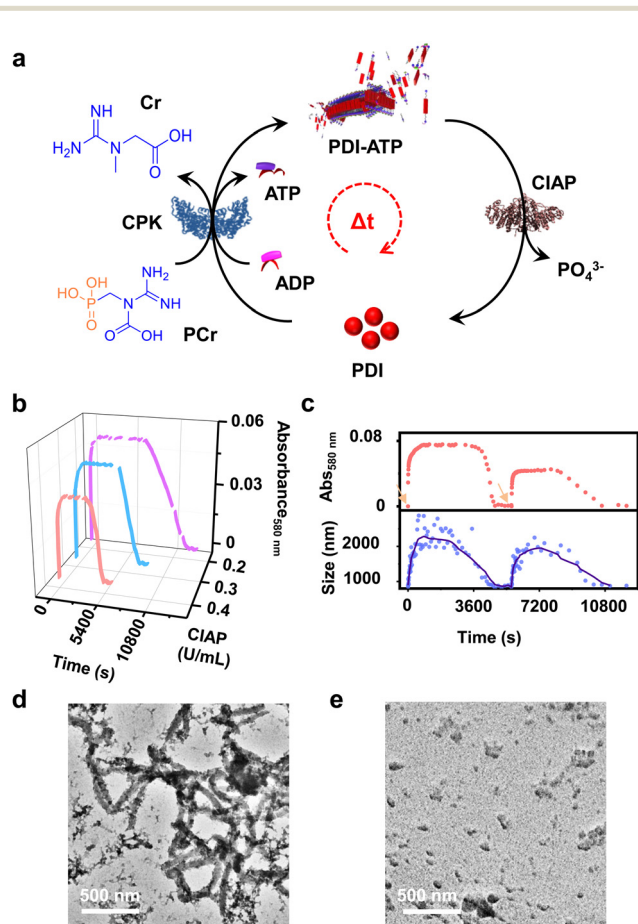 a
Cr
NH
H₂N
N
OH
O
CPK
ATP
ADP
PDI-ATP
Δt
CIAP
PO₄³⁻
HO
HO
P
O
N
NH₂
NH
O
OH
PCr
PDI
b
0.06
0.03
0
Absorbance580 nm
0.2
0.3
0.4
CIAP
(U/mL)
0
5400
10800
Time (s)
c
0.08
0
Abs580 nm
2000
1000
Size (nm)
0
3600
7200
10800
Time (s)
d
500 nm
e
500 nm